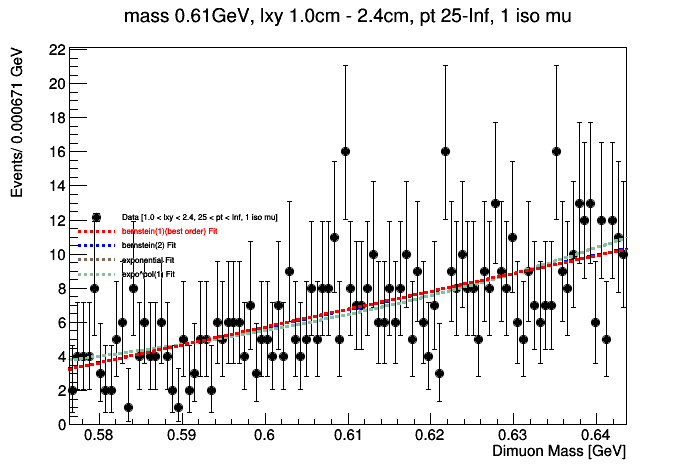 mass 0.61GeV, lxy 1.0cm - 2.4cm, pt 25-Inf, 1 iso mu
Events/ 0.000671 GeV
22
20
18
16
14
12
10
8
6
4
2
0
Data [1.0 < lxy < 2.4, 25 < pt < Inf, 1 iso mu]
bernstein(1)(best order) Fit
bernstein(2) Fit
exponential Fit
expo*pol(1) Fit
0.58 0.59 0.6 0.61 0.62 0.63 0.64
Dimuon Mass [GeV]